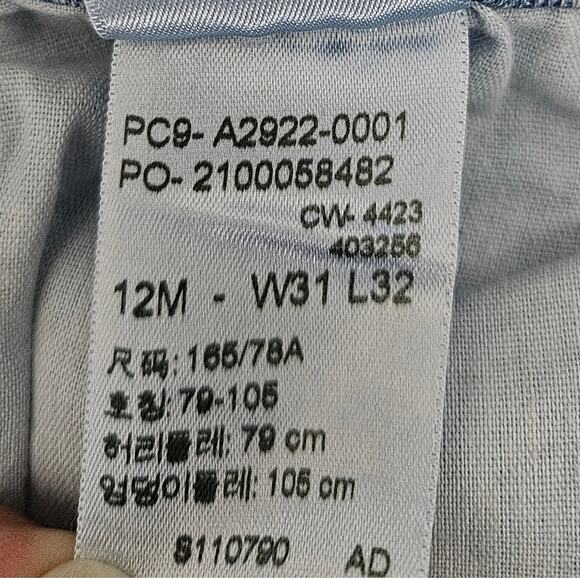 PC9- A2922-0001
PO- 2100058482
CW- 4423
403256
12M - W31 L32
尺码: 165/78A
호칭: 79-105
허리둘레: 79 cm
엉덩이둘레: 105 cm
8110790 AD